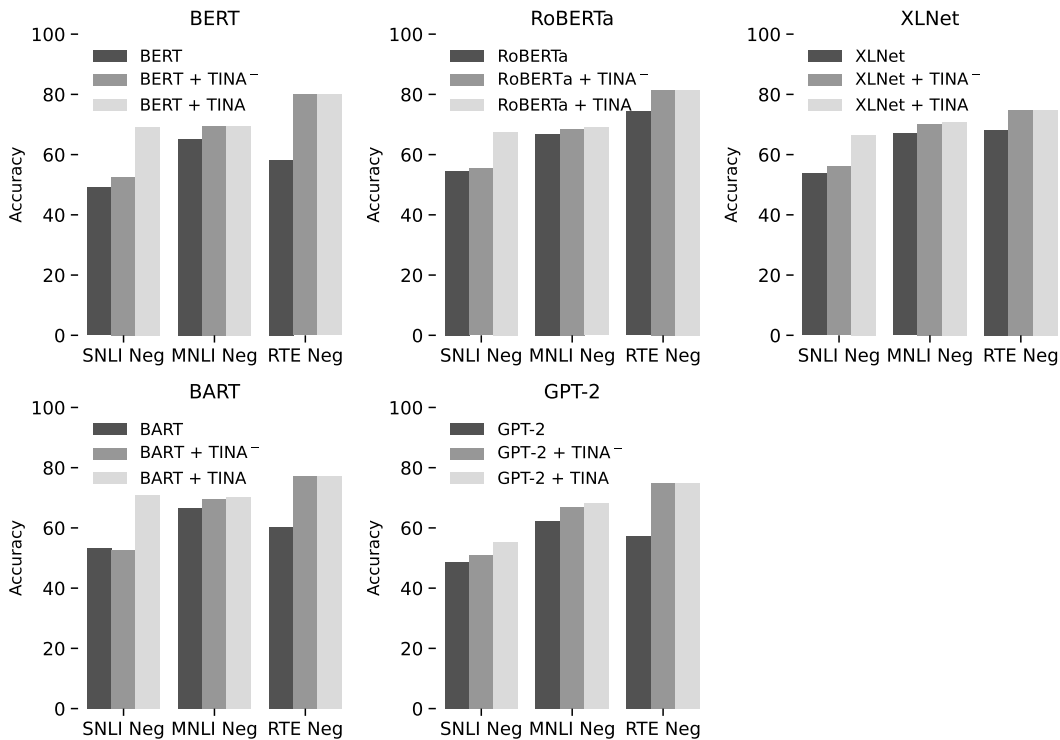 BERT
100
80
60
40
20
0
Accuracy
BERT
BERT + TINA⁻
BERT + TINA
SNLI Neg MNLI Neg RTE Neg
RoBERTa
100
80
60
40
20
0
Accuracy
RoBERTa
RoBERTa + TINA⁻
RoBERTa + TINA
SNLI Neg MNLI Neg RTE Neg
XLNet
100
80
60
40
20
0
Accuracy
XLNet
XLNet + TINA⁻
XLNet + TINA
SNLI Neg MNLI Neg RTE Neg
BART
100
80
60
40
20
0
Accuracy
BART
BART + TINA⁻
BART + TINA
SNLI Neg MNLI Neg RTE Neg
GPT-2
100
80
60
40
20
0
Accuracy
GPT-2
GPT-2 + TINA⁻
GPT-2 + TINA
SNLI Neg MNLI Neg RTE Neg